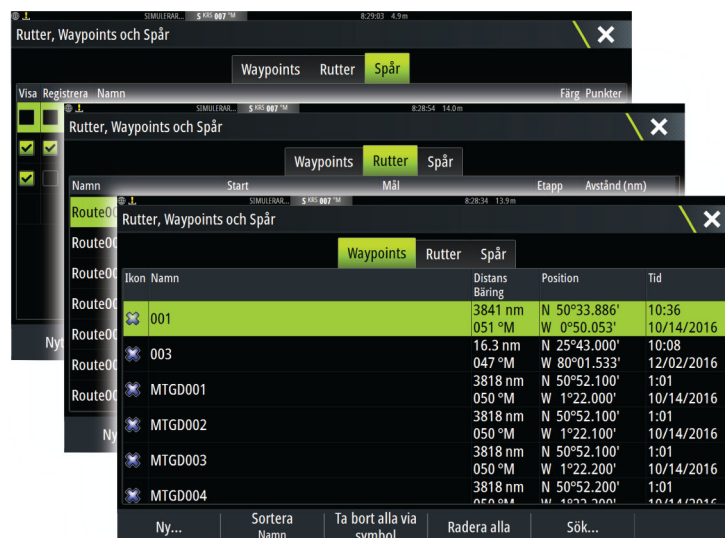 SIMULERAR... S KRS 007 °M 8:29:03 4.9 m
Rutter, Waypoints och Spår
Waypoints Rutter Spår
Visa Registrera Namn Färg Punkter
SIMULERAR... S KRS 007 °M 8:28:54 14.0 m
Rutter, Waypoints och Spår
Waypoints Rutter Spår
Namn Start Mål Etapp Avstånd (nm)
SIMULERAR... S KRS 007 °M 8:28:34 13.9 m
Rutter, Waypoints och Spår
Waypoints Rutter Spår
Ikon Namn Distans Position Tid
Bäring
001 3841 nm N 50°33.886' 10:36
051 °M W 0°50.053' 10/14/2016
003 16.3 nm N 25°43.000' 10:08
047 °M W 80°01.533' 12/02/2016
MTGD001 3818 nm N 50°52.100' 1:01
050 °M W 1°22.000' 10/14/2016
MTGD002 3818 nm N 50°52.100' 1:01
050 °M W 1°22.100' 10/14/2016
MTGD003 3818 nm N 50°52.100' 1:01
050 °M W 1°22.200' 10/14/2016
MTGD004 3818 nm N 50°52.200' 1:01
Ny... Sortera Ta bort alla via Radera alla Sök...
Namn symbol